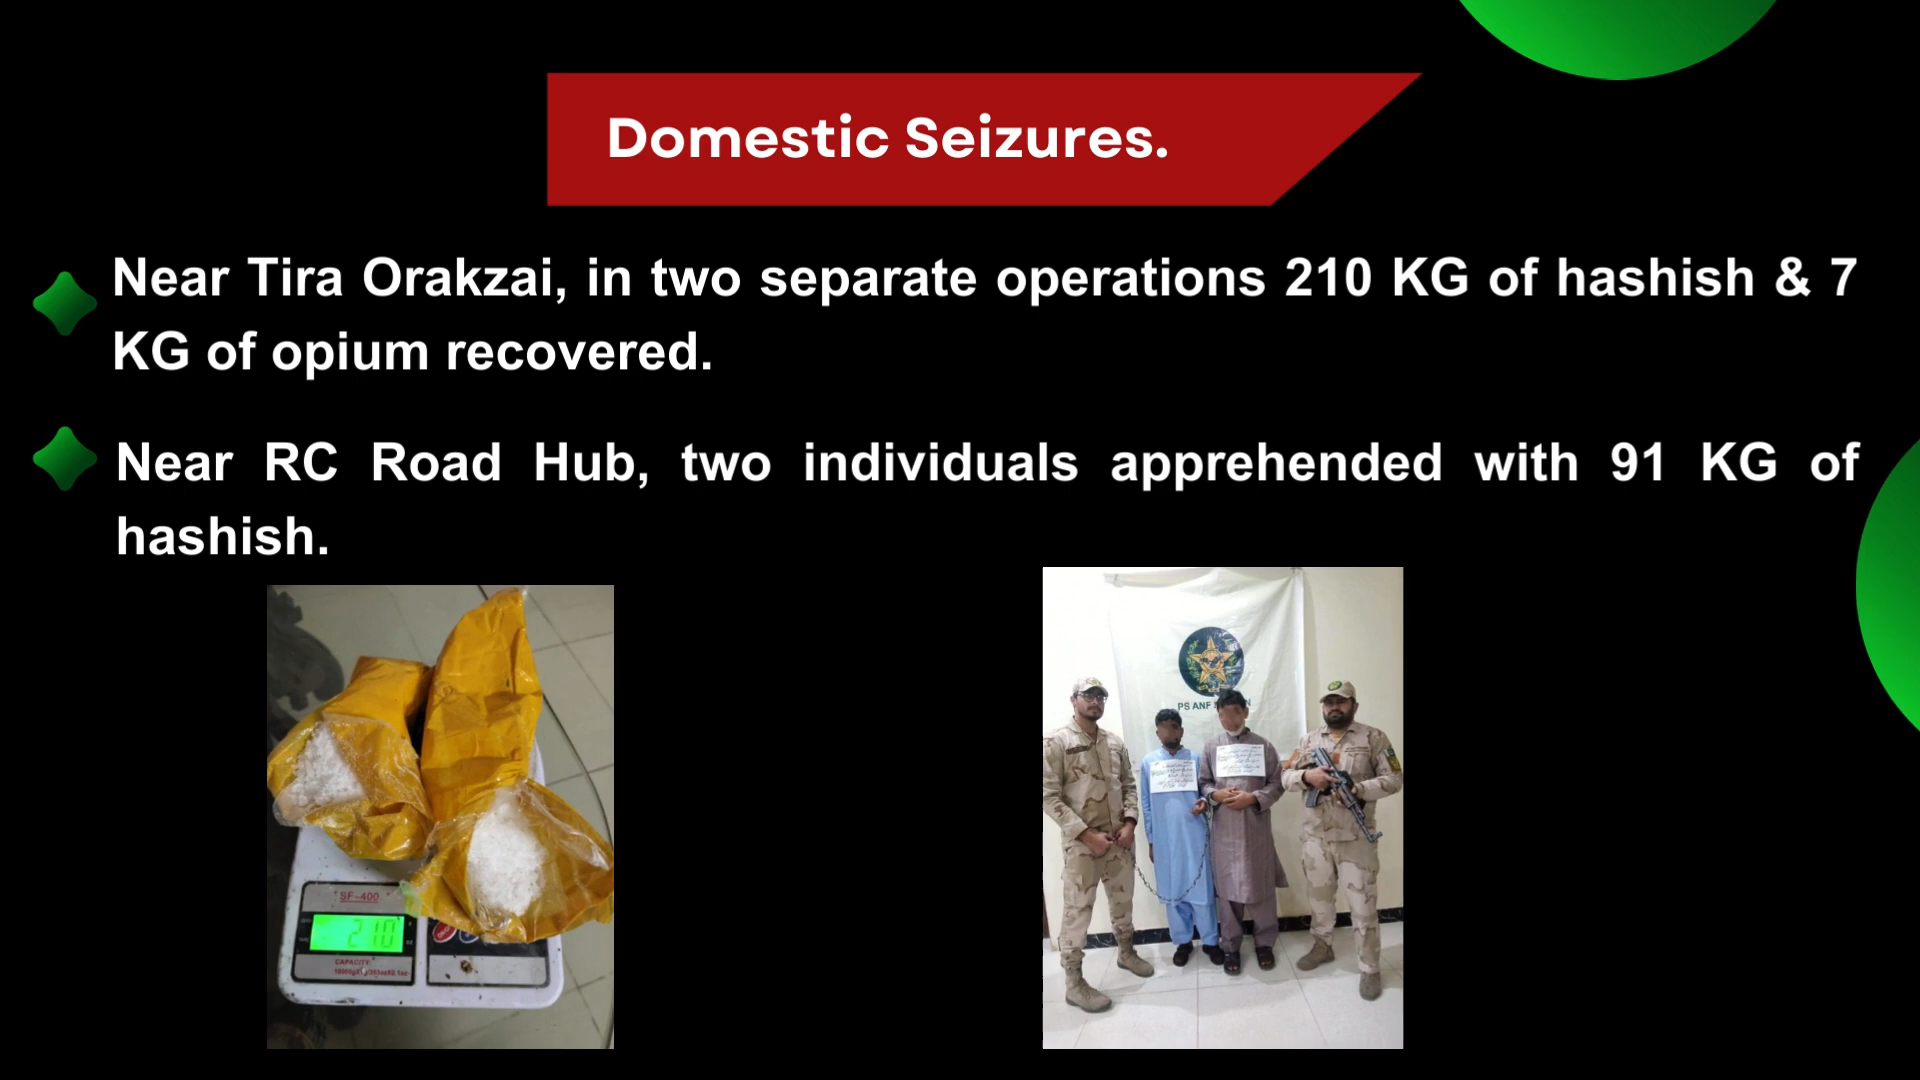 Domestic Seizures.
Near Tira Orakzai, in two separate operations 210 KG of hashish & 7
KG of opium recovered.
Near RC Road Hub, two individuals apprehended with 91 KG of
hashish.
SF-400
210
CAPACITY:
PS ANF